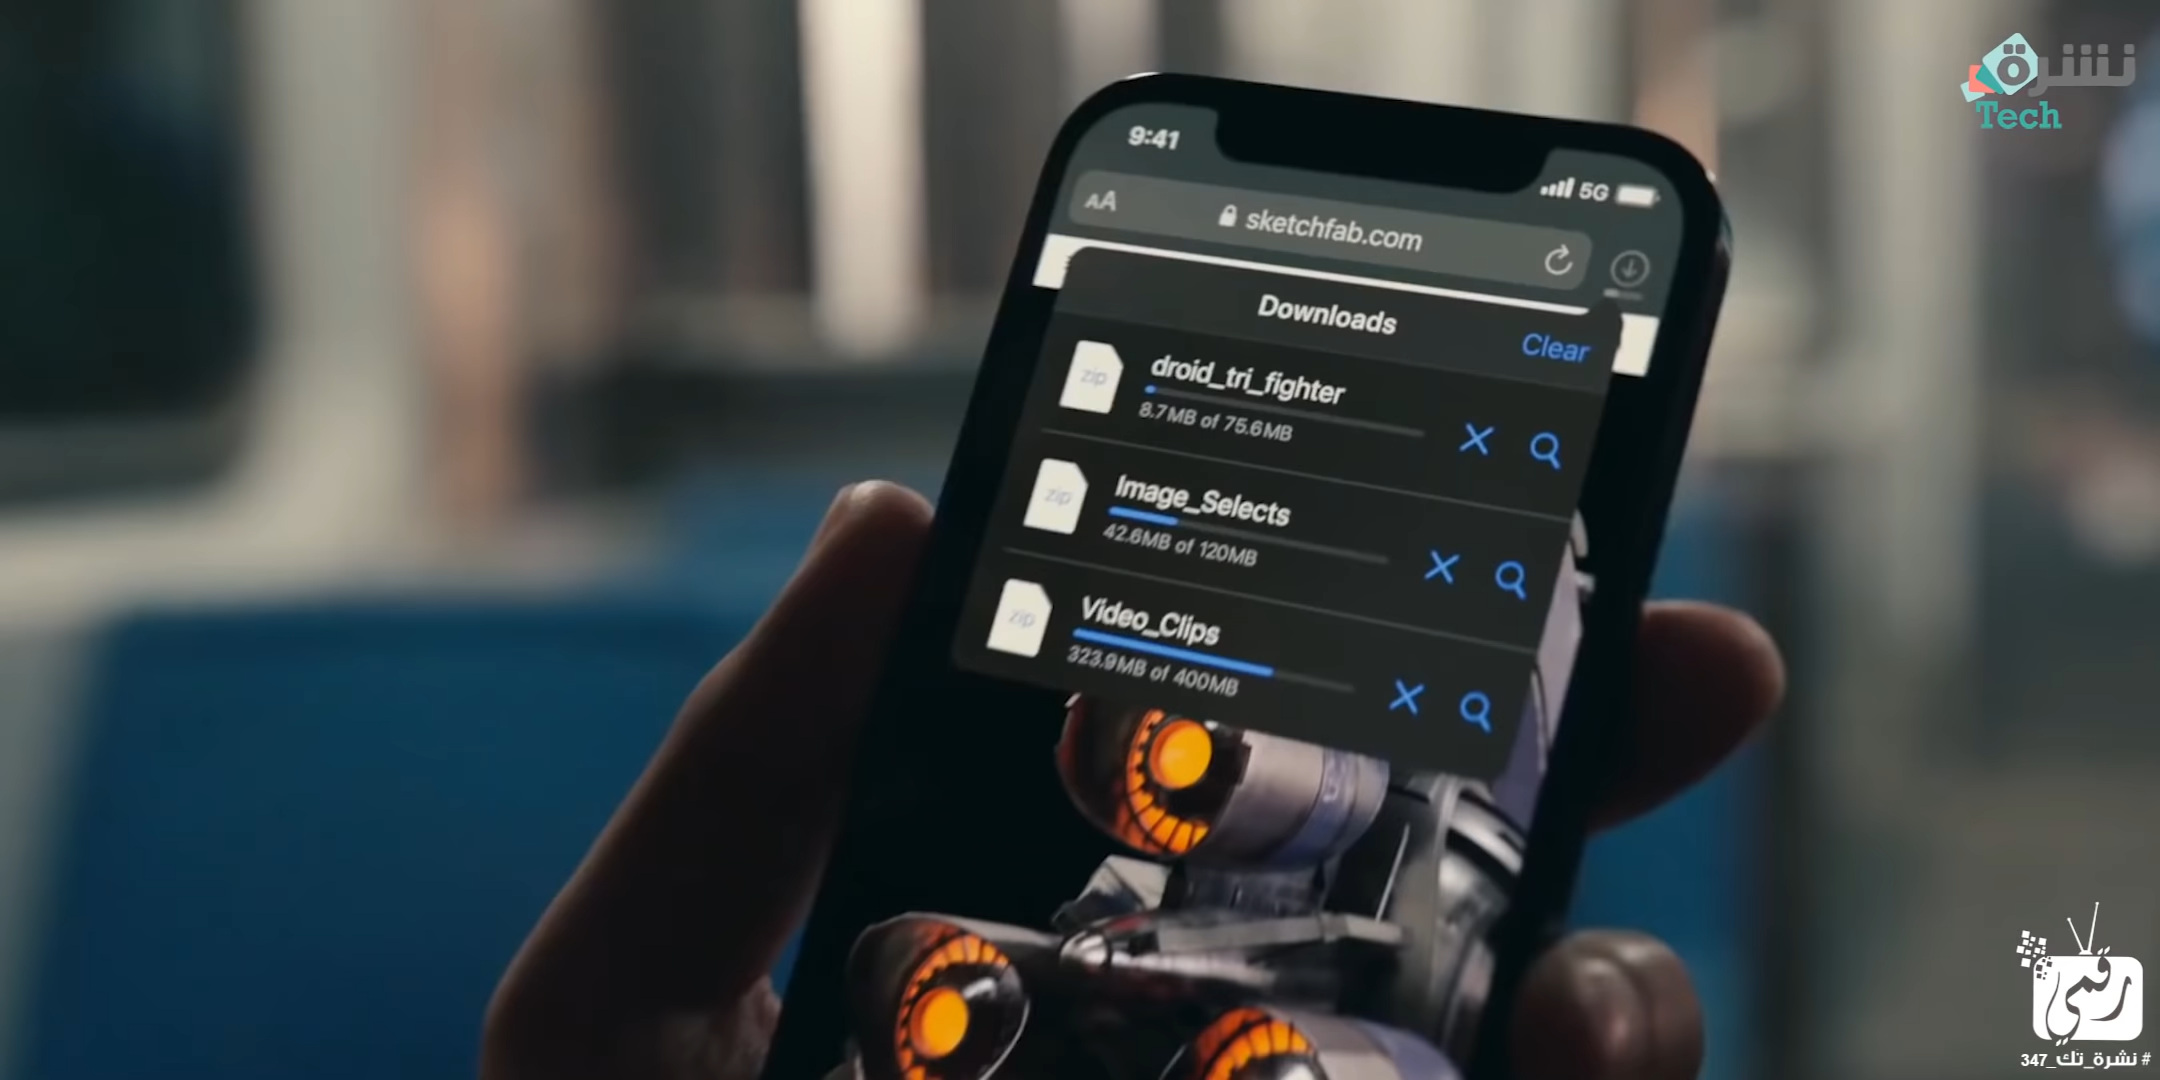 نشرة
Tech
9:41
5G
AA
sketchfab.com
Downloads
Clear
zip
droid_tri_fighter
8.7MB of 75.6MB
zip
Image_Selects
42.6MB of 120MB
zip
Video_Clips
323.9MB of 400MB
رقمي
# نشرة_تك_347